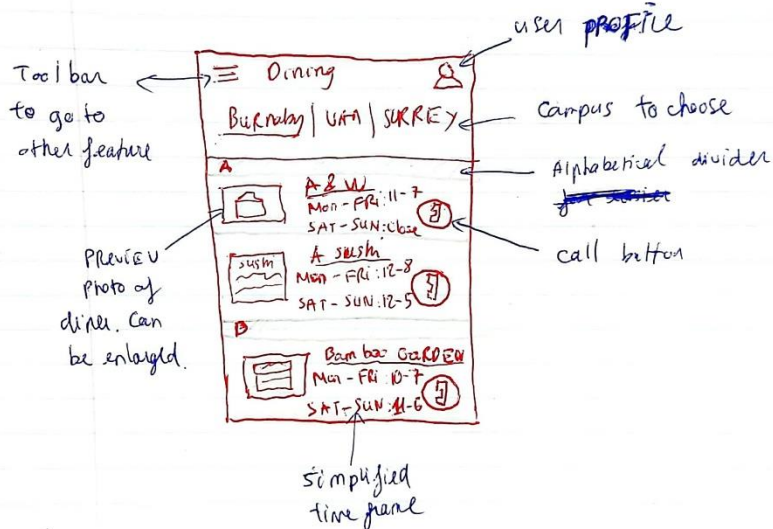 user PROFILE
Toolbar
to go to
other feature
Dining
Burnaby | VAN | SURREY
campus to choose
Alphabetical divider
A
A & W
Mon - FRi: 11 - 7
SAT - SUN: Close
call button
PREVIEW
Photo of
diner. Can
be enlarged.
SUSHI
A SUSHI
Mon - FRi: 12-8
SAT - SUN: 12-5
B
Bamboo GARDEN
Mon - FRi: 10-7
SAT - SUN: 11-6
simplified
time frame